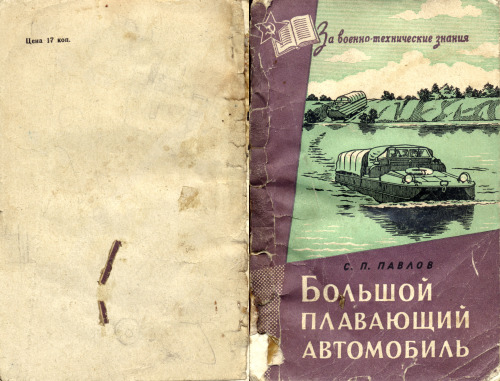 Цена 17 коп.
За военно-технические знания
С. П. ПАВЛОВ
БОЛЬШОЙ
ПЛАВАЮЩИЙ
АВТОМОБИЛЬ